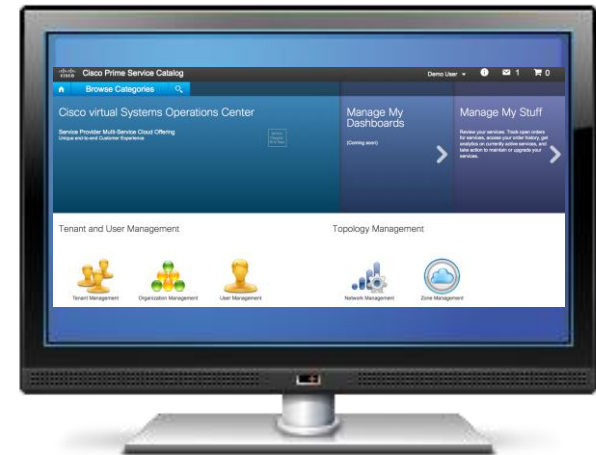 cisco Cisco Prime Service Catalog
Demo User
1
0
Browse Categories
Cisco virtual Systems Operations Center
Service Provider Multi-Service Cloud Offering
Unique end-to-end Customer Experience
Manage My
Dashboards
(Coming soon)
Manage My Stuff
Review your services. Track open orders
for services, access your order history, get
analytics on currently active services, and
take action to maintain or upgrade your
services.
Tenant and User Management
Topology Management
Tenant Management
Organization Management
User Management
Network Management
Zone Management